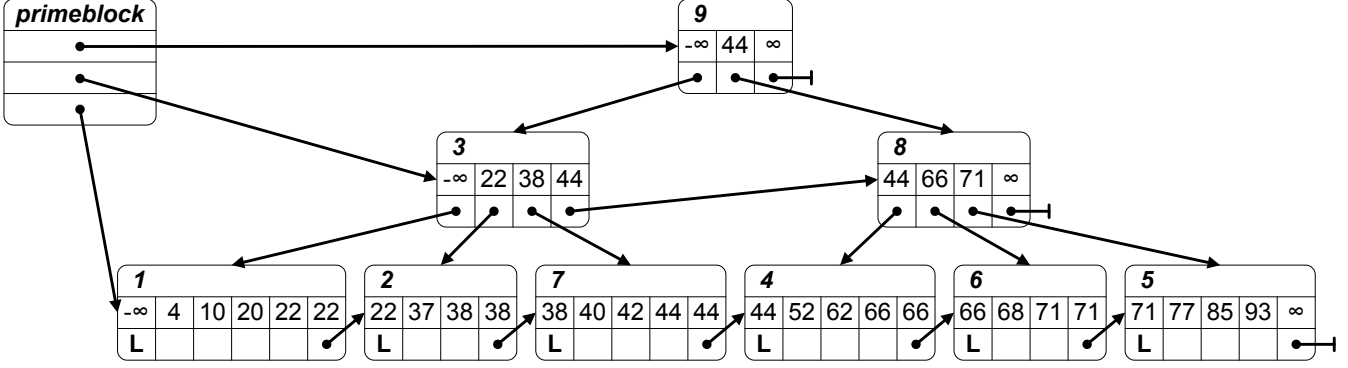 primeblock
9
-∞ 44 ∞
3
-∞ 22 38 44
8
44 66 71 ∞
1
-∞ 4 10 20 22 22
L
2
22 37 38 38
L
7
38 40 42 44 44
L
4
44 52 62 66 66
L
6
66 68 71 71
L
5
71 77 85 93 ∞
L